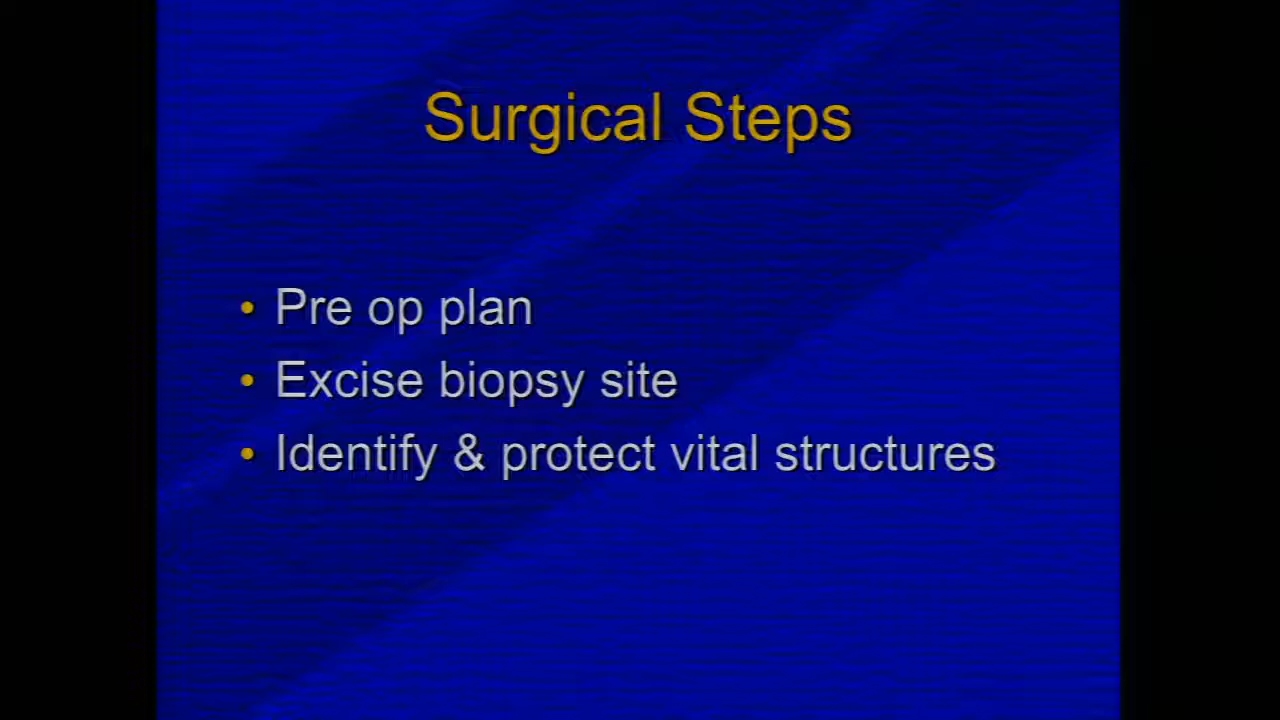 Surgical Steps
• Pre op plan
• Excise biopsy site
• Identify & protect vital structures